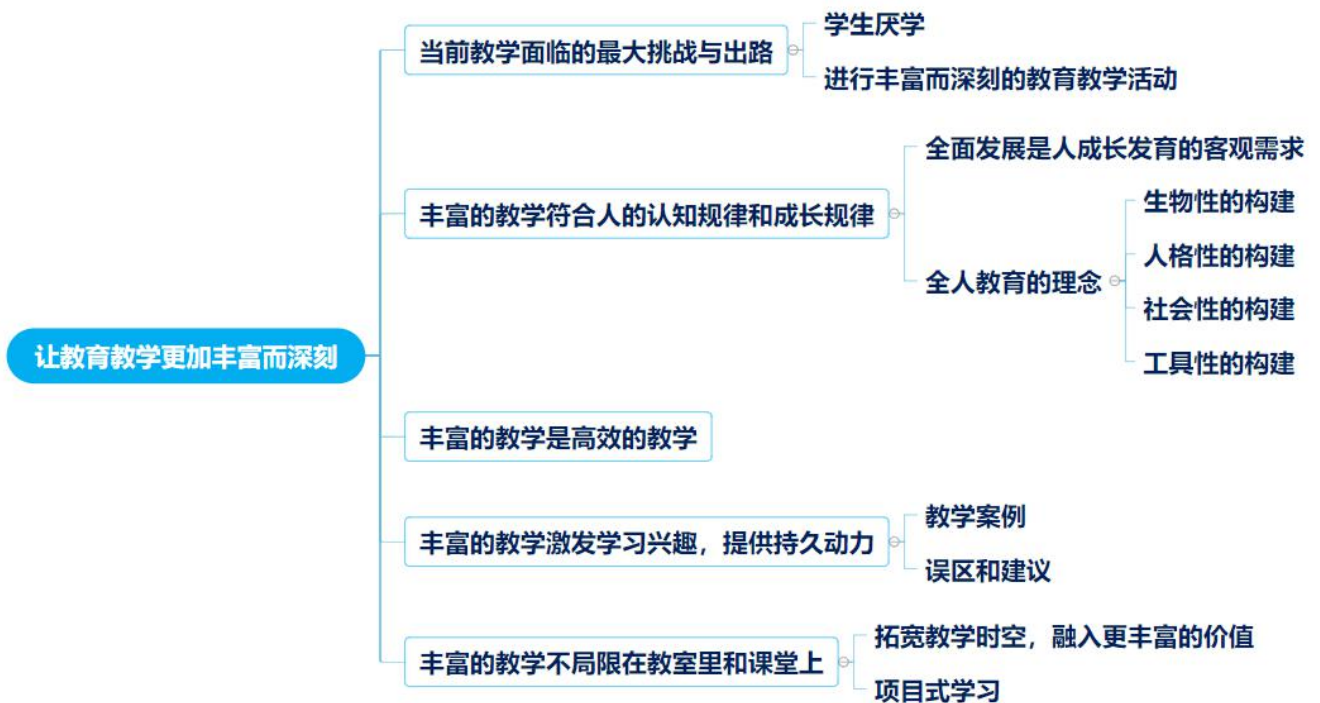 让教育教学更加丰富而深刻
当前教学面临的最大挑战与出路
学生厌学
进行丰富而深刻的教育教学活动
丰富的教学符合人的认知规律和成长规律
全面发展是人成长发育的客观需求
全人教育的理念
生物性的构建
人格性的构建
社会性的构建
工具性的构建
丰富的教学是高效的教学
丰富的教学激发学习兴趣，提供持久动力
教学案例
误区和建议
丰富的教学不局限在教室里和课堂上
拓宽教学时空，融入更丰富的价值
项目式学习